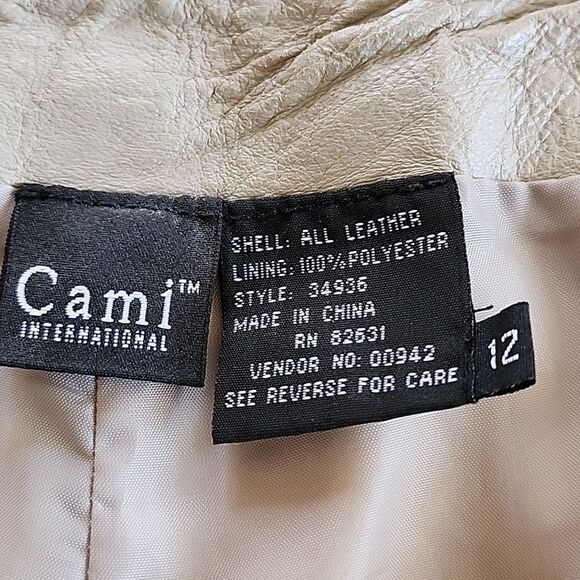 Cami™
INTERNATIONAL
SHELL: ALL LEATHER
LINING: 100%POLYESTER
STYLE: 34936
MADE IN CHINA
RN 82631
VENDOR NO: 00942
SEE REVERSE FOR CARE
12